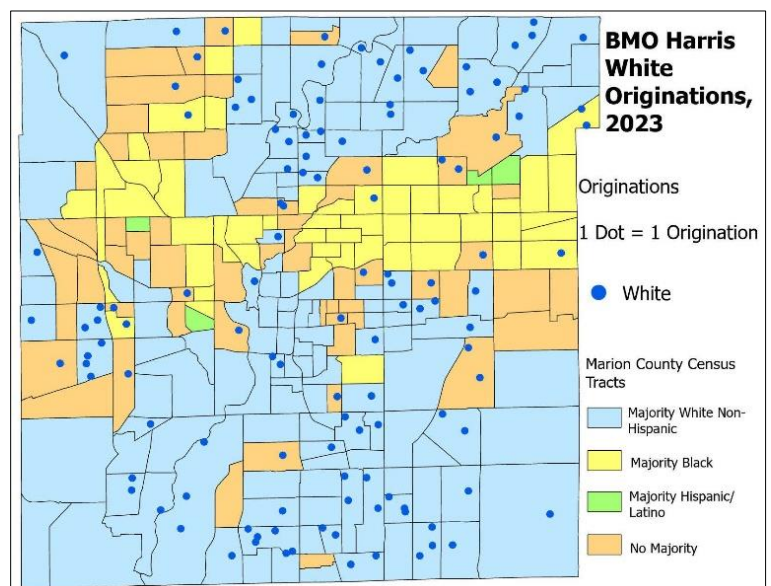 BMO Harris
White
Originations,
2023
Originations
1 Dot = 1 Origination
White
Marion County Census
Tracts
Majority White Non-
Hispanic
Majority Black
Majority Hispanic/
Latino
No Majority